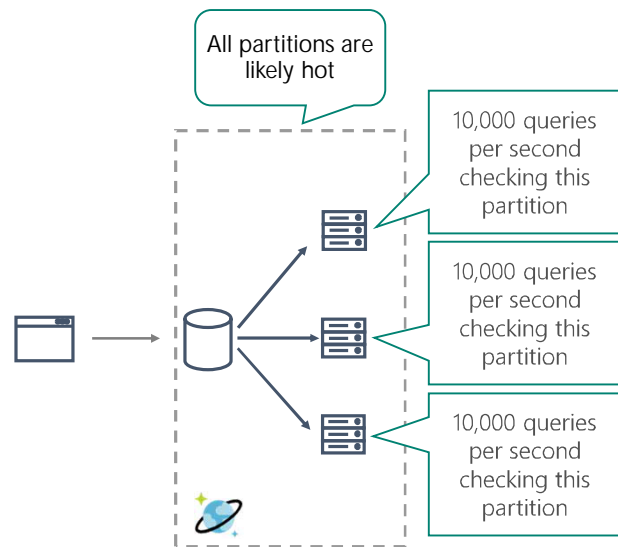 All partitions are
likely hot
10,000 queries
per second
checking this
partition
10,000 queries
per second
checking this
partition
10,000 queries
per second
checking this
partition